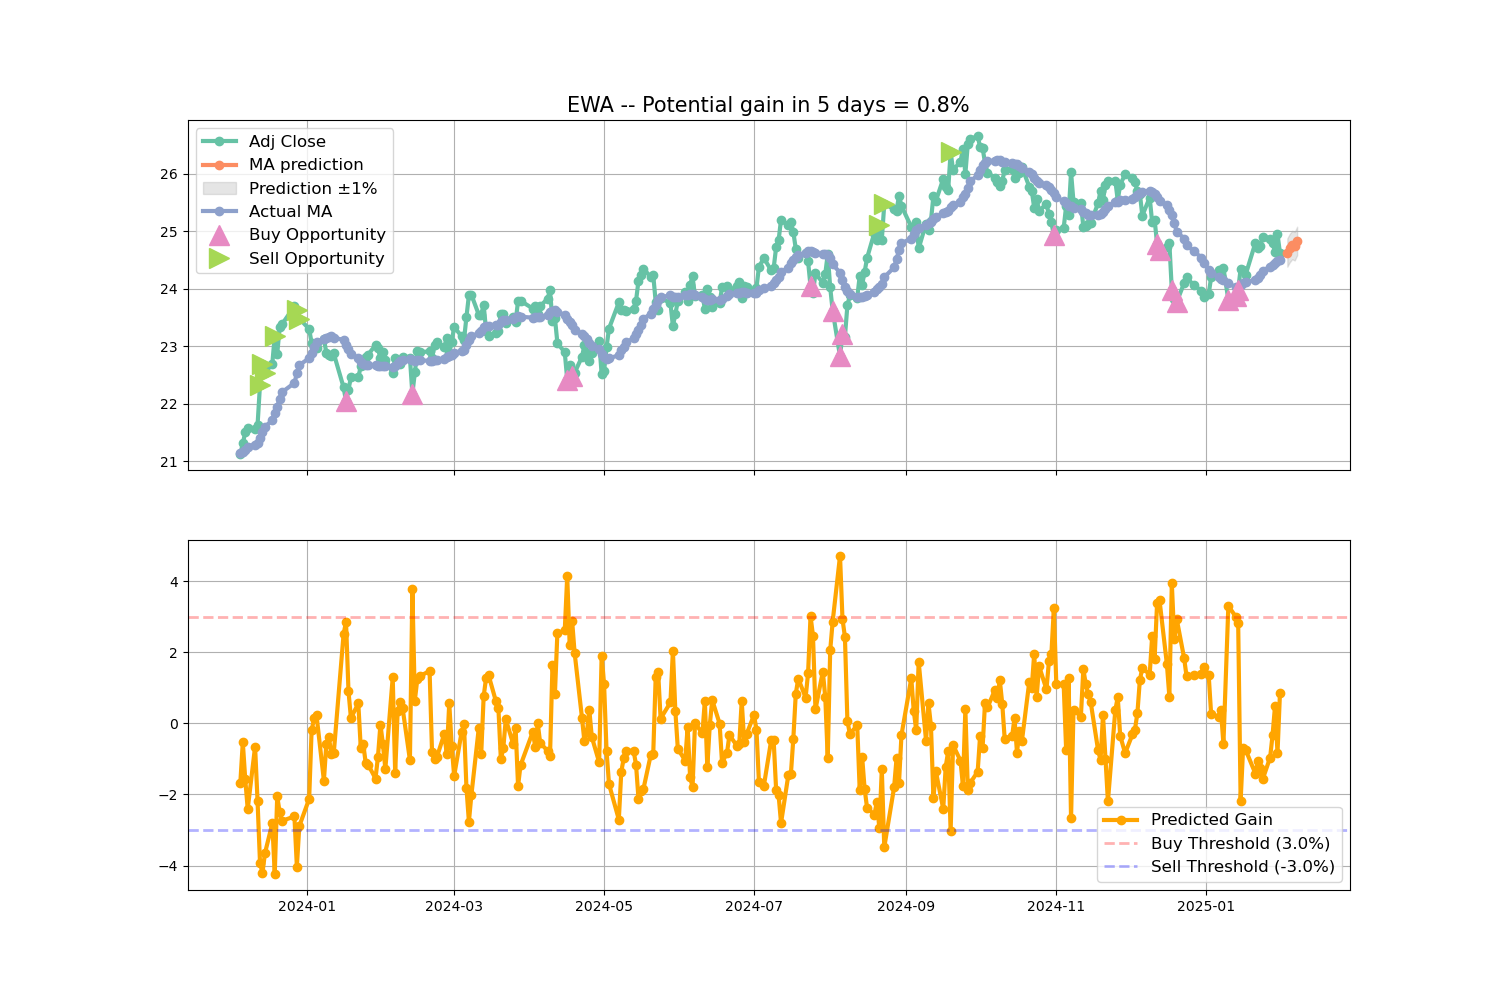 EWA -- Potential gain in 5 days = 0.8%
Adj Close
MA prediction
Prediction ±1%
Actual MA
Buy Opportunity
Sell Opportunity
26
25
24
23
22
21
4
2
0
−2
−4
Predicted Gain
Buy Threshold (3.0%)
Sell Threshold (-3.0%)
2024-01 2024-03 2024-05 2024-07 2024-09 2024-11 2025-01